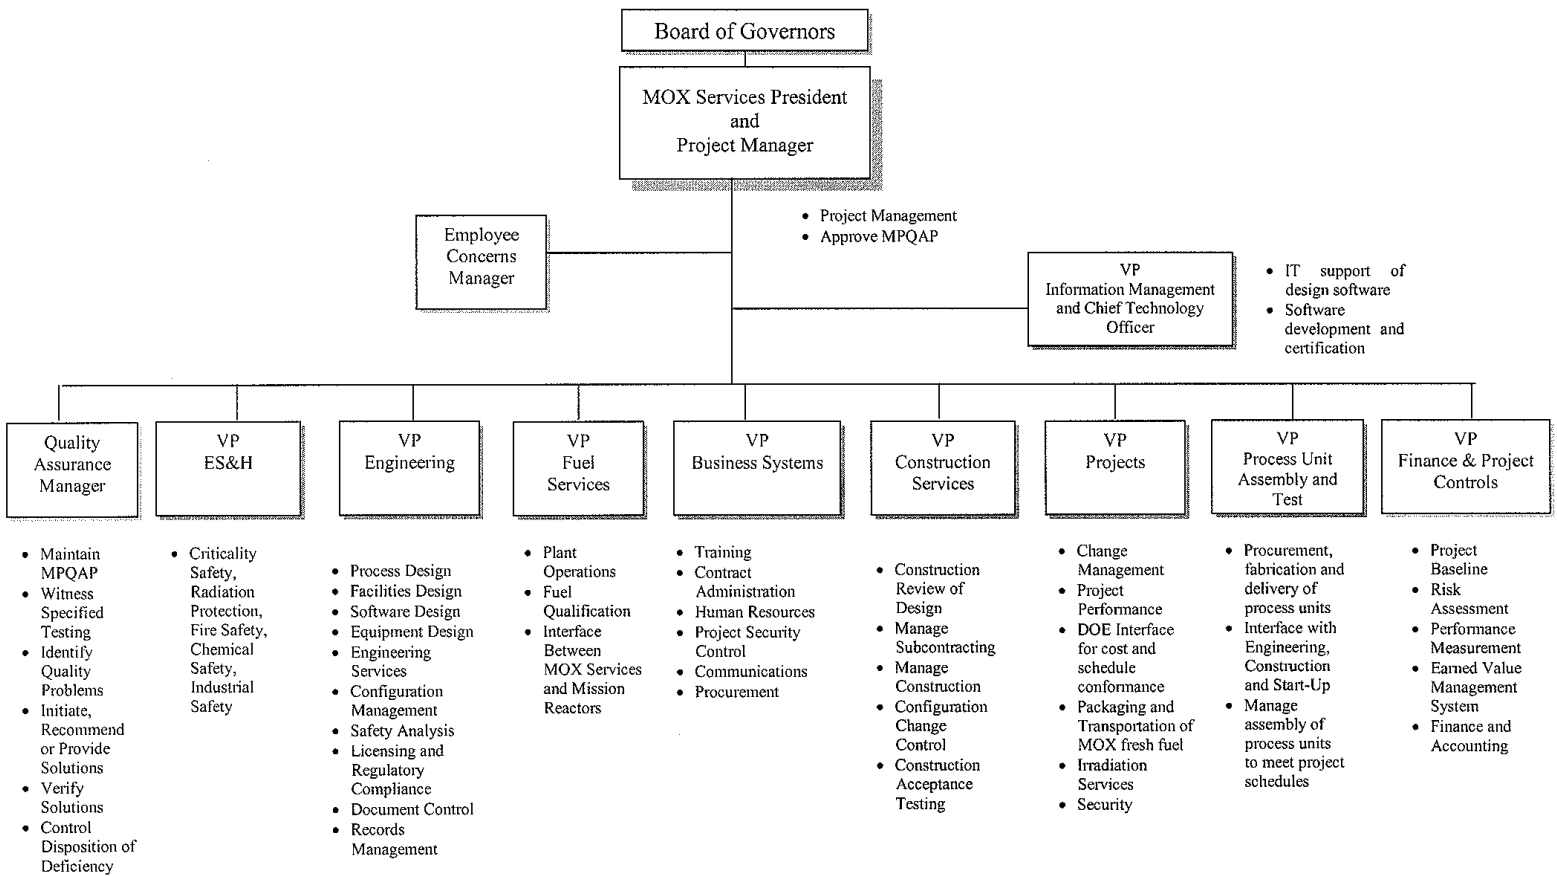 Board of Governors
MOX Services President
and
Project Manager
• Project Management
• Approve MPQAP
Employee
Concerns
Manager
VP
Information Management
and Chief Technology
Officer
• IT support of
design software
• Software
development and
certification
Quality
Assurance
Manager
VP
ES&H
VP
Engineering
VP
Fuel
Services
VP
Business Systems
VP
Construction
Services
VP
Projects
VP
Process Unit
Assembly and
Test
VP
Finance & Project
Controls
• Maintain
MPQAP
• Witness
Specified
Testing
• Identify
Quality
Problems
• Initiate,
Recommend
or Provide
Solutions
• Verify
Solutions
• Control
Disposition of
Deficiency
• Criticality
Safety,
Radiation
Protection,
Fire Safety,
Chemical
Safety,
Industrial
Safety
• Process Design
• Facilities Design
• Software Design
• Equipment Design
• Engineering
Services
• Configuration
Management
• Safety Analysis
• Licensing and
Regulatory
Compliance
• Document Control
• Records
Management
• Plant
Operations
• Fuel
Qualification
• Interface
Between
MOX Services
and Mission
Reactors
• Training
• Contract
Administration
• Human Resources
• Project Security
Control
• Communications
• Procurement
• Construction
Review of
Design
• Manage
Subcontracting
• Manage
Construction
• Configuration
Change
Control
• Construction
Acceptance
Testing
• Change
Management
• Project
Performance
• DOE Interface
for cost and
schedule
conformance
• Packaging and
Transportation of
MOX fresh fuel
• Irradiation
Services
• Security
• Procurement,
fabrication and
delivery of
process units
• Interface with
Engineering,
Construction
and Start-Up
• Manage
assembly of
process units
to meet project
schedules
• Project
Baseline
• Risk
Assessment
• Performance
Measurement
• Earned Value
Management
System
• Finance and
Accounting